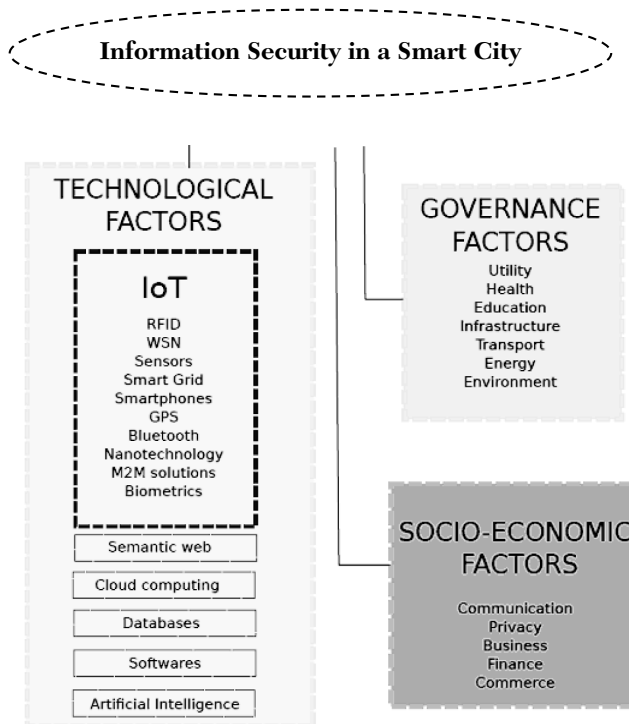 Information Security in a Smart City
TECHNOLOGICAL
FACTORS
IoT
RFID
WSN
Sensors
Smart Grid
Smartphones
GPS
Bluetooth
Nanotechnology
M2M solutions
Biometrics
Semantic web
Cloud computing
Databases
Softwares
Artificial Intelligence
GOVERNANCE
FACTORS
Utility
Health
Education
Infrastructure
Transport
Energy
Environment
SOCIO-ECONOMIC
FACTORS
Communication
Privacy
Business
Finance
Commerce